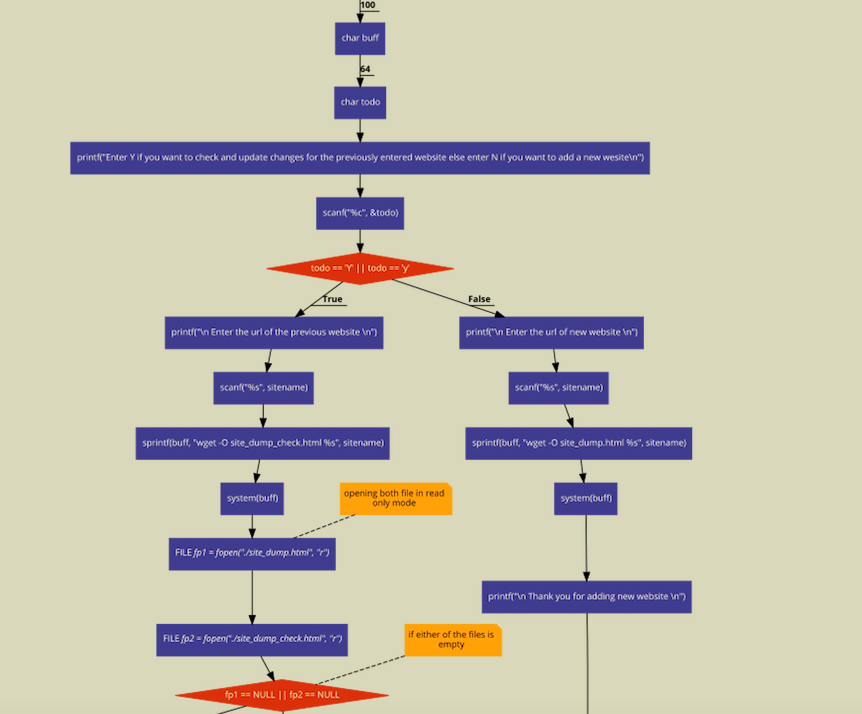 100
char buff
64
char todo
printf("Enter Y if you want to check and update changes for the previously entered website else enter N if you want to add a new wesite\n")
scanf("%c", &todo)
todo == 'Y' || todo == 'y'
True
False
printf("\n Enter the url of the previous website \n")
printf("\n Enter the url of new website \n")
scanf("%s", sitename)
scanf("%s", sitename)
sprintf(buff, "wget -O site_dump_check.html %s", sitename)
sprintf(buff, "wget -O site_dump.html %s", sitename)
system(buff)
opening both file in read
only mode
system(buff)
FILE fp1 = fopen("./site_dump.html", "r")
printf("\n Thank you for adding new website \n")
FILE fp2 = fopen("./site_dump_check.html", "r")
if either of the files is
empty
fp1 == NULL || fp2 == NULL